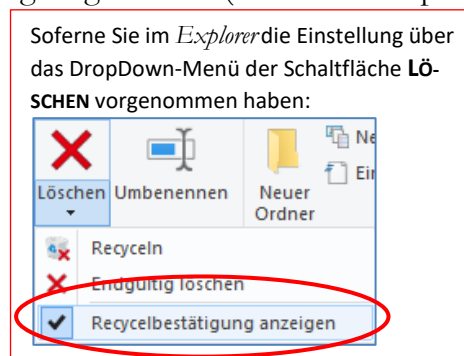 Soferne Sie im Explorer die Einstellung über
das DropDown-Menü der Schaltfläche LÖ-
SCHEN vorgenommen haben:
Löschen Umbenennen Neuer
Ordner
Recyceln
Endgültig löschen
Recycelbestätigung anzeigen